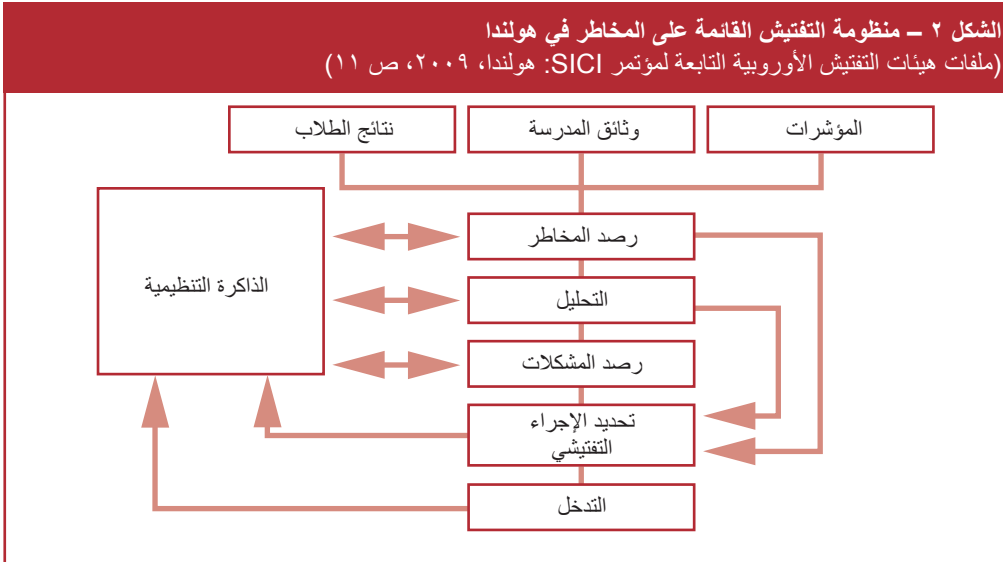 الشكل ٢ – منظومة التفتيش القائمة على المخاطر في هولندا
(ملفات هيئات التفتيش الأوروبية التابعة لمؤتمر SICI: هولندا، ٢٠٠٩، ص ١١)
المؤشرات
وثائق المدرسة
نتائج الطلاب
رصد المخاطر
الذاكرة التنظيمية
التحليل
رصد المشكلات
تحديد الإجراء
التفتيشي
التدخل